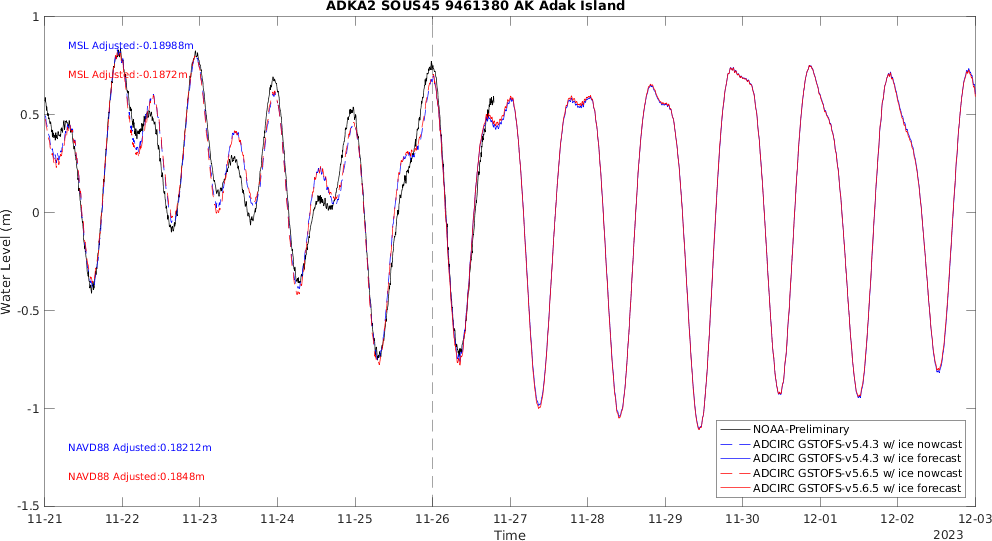 ADKA2 SOUS45 9461380 AK Adak Island
1
0.5
0
-0.5
-1
-1.5
Water Level (m)
MSL Adjusted:-0.18988m
MSL Adjusted:-0.1872m
NAVD88 Adjusted:0.18212m
NAVD88 Adjusted:0.1848m
NOAA-Preliminary
ADCIRC GSTOFS-v5.4.3 w/ ice nowcast
ADCIRC GSTOFS-v5.4.3 w/ ice forecast
ADCIRC GSTOFS-v5.6.5 w/ ice nowcast
ADCIRC GSTOFS-v5.6.5 w/ ice forecast
11-21 11-22 11-23 11-24 11-25 11-26 11-27 11-28 11-29 11-30 12-01 12-02 12-03
Time
2023